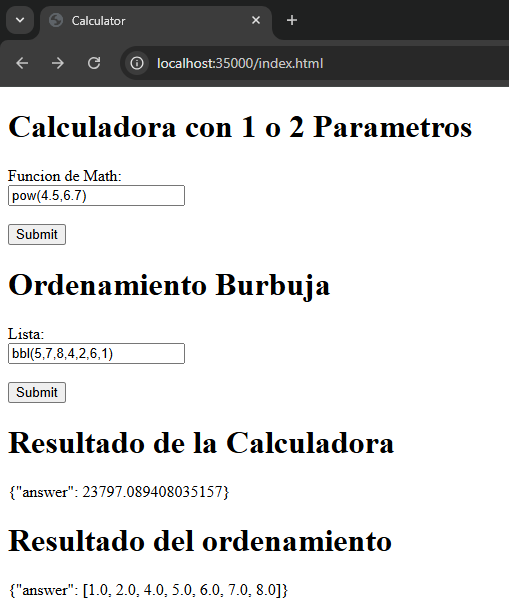 Calculator
localhost:35000/index.html
Calculadora con 1 o 2 Parametros
Funcion de Math:
pow(4.5,6.7)
Submit
Ordenamiento Burbuja
Lista:
bbl(5,7,8,4,2,6,1)
Submit
Resultado de la Calculadora
{"answer": 23797.089408035157}
Resultado del ordenamiento
{"answer": [1.0, 2.0, 4.0, 5.0, 6.0, 7.0, 8.0]}